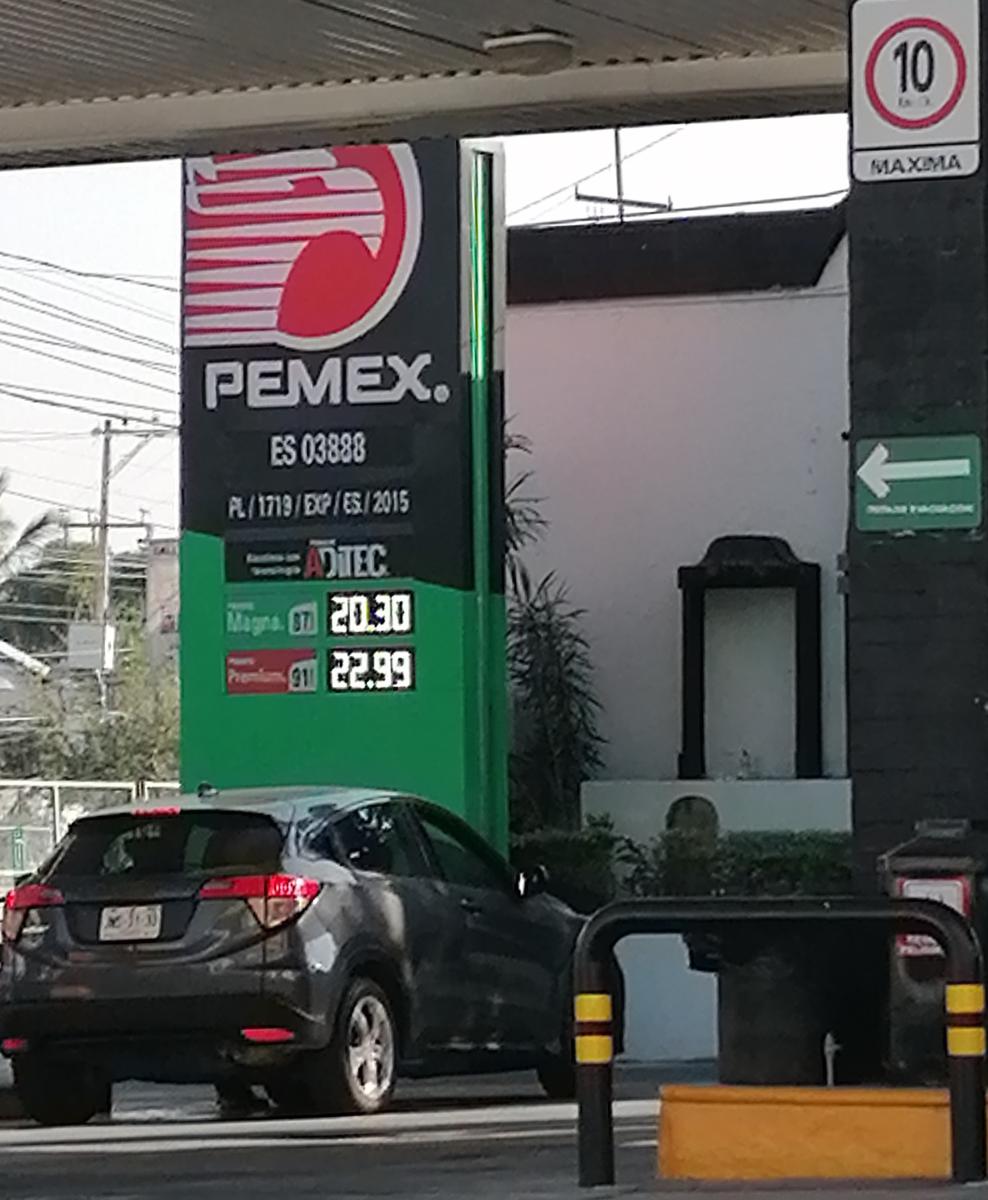 10
MAXIMA
PEMEX®
ES 03888
PL / 1719 / EXP / ES / 2015
ADITEC
Magna. 87 20.30
Premium. 91 22.99